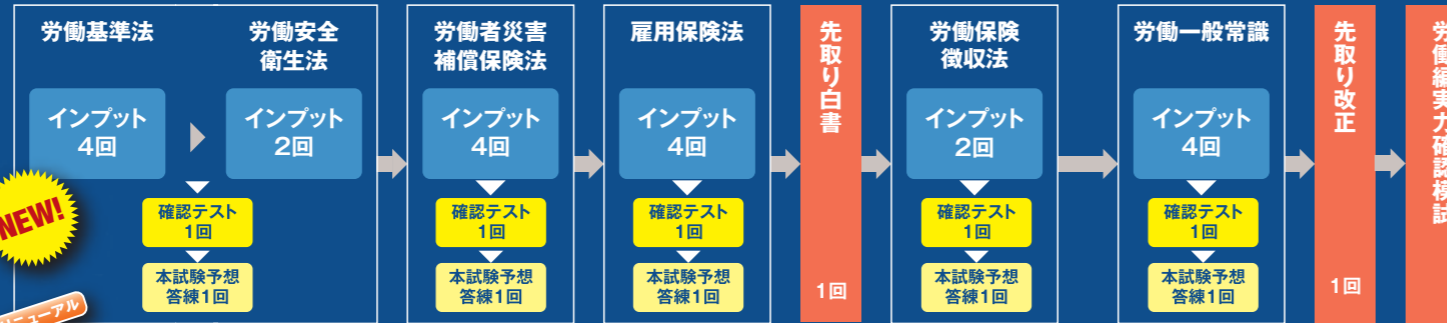 労働基準法
労働安全
衛生法
インプット
4回
インプット
2回
確認テスト
1回
本試験予想
答練1回
NEW!
労働者災害
補償保険法
インプット
4回
確認テスト
1回
本試験予想
答練1回
雇用保険法
インプット
4回
確認テスト
1回
本試験予想
答練1回
先取り白書
1回
労働保険
徴収法
インプット
2回
確認テスト
1回
本試験予想
答練1回
労働一般常識
インプット
4回
確認テスト
1回
本試験予想
答練1回
先取り改正
1回
労働編実力確認模試